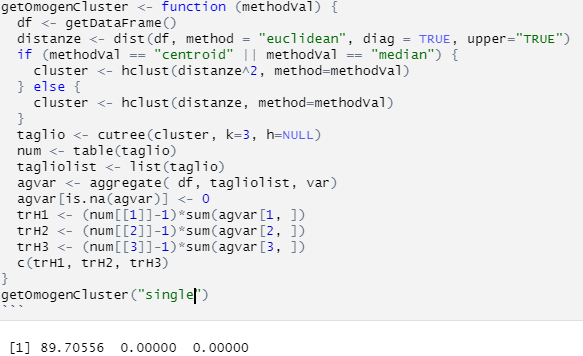 getOmogenCluster <- function (methodVal) {
  df <- getDataFrame()
  distanze <- dist(df, method = "euclidean", diag = TRUE, upper="TRUE")
  if (methodVal == "centroid" || methodVal == "median") {
    cluster <- hclust(distanze^2, method=methodVal)
  } else {
    cluster <- hclust(distanze, method=methodVal)
  }
  taglio <- cutree(cluster, k=3, h=NULL)
  num <- table(taglio)
  tagliolist <- list(taglio)
  agvar <- aggregate( df, tagliolist, var)
  agvar[is.na(agvar)] <- 0
  trH1 <- (num[[1]]-1)*sum(agvar[1, ])
  trH2 <- (num[[2]]-1)*sum(agvar[2, ])
  trH3 <- (num[[3]]-1)*sum(agvar[3, ])
  c(trH1, trH2, trH3)
}
getOmogenCluster("single")
```
[1] 89.70556  0.00000  0.00000